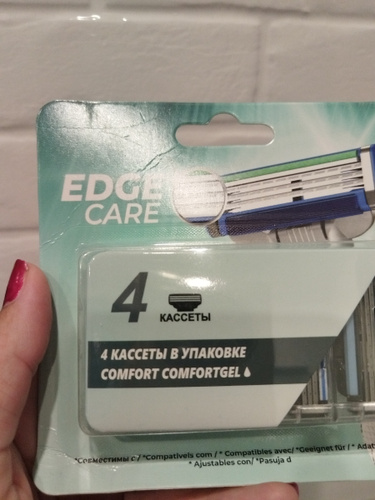 EDGE
CARE
4
КАССЕТЫ
4 КАССЕТЫ В УПАКОВКЕ
COMFORT COMFORTGEL
*Совместимы с/ *Compativels com / * Compatibles avec/ *Geeignet für / * Adat
* Ajustables con/ *Pasuja d